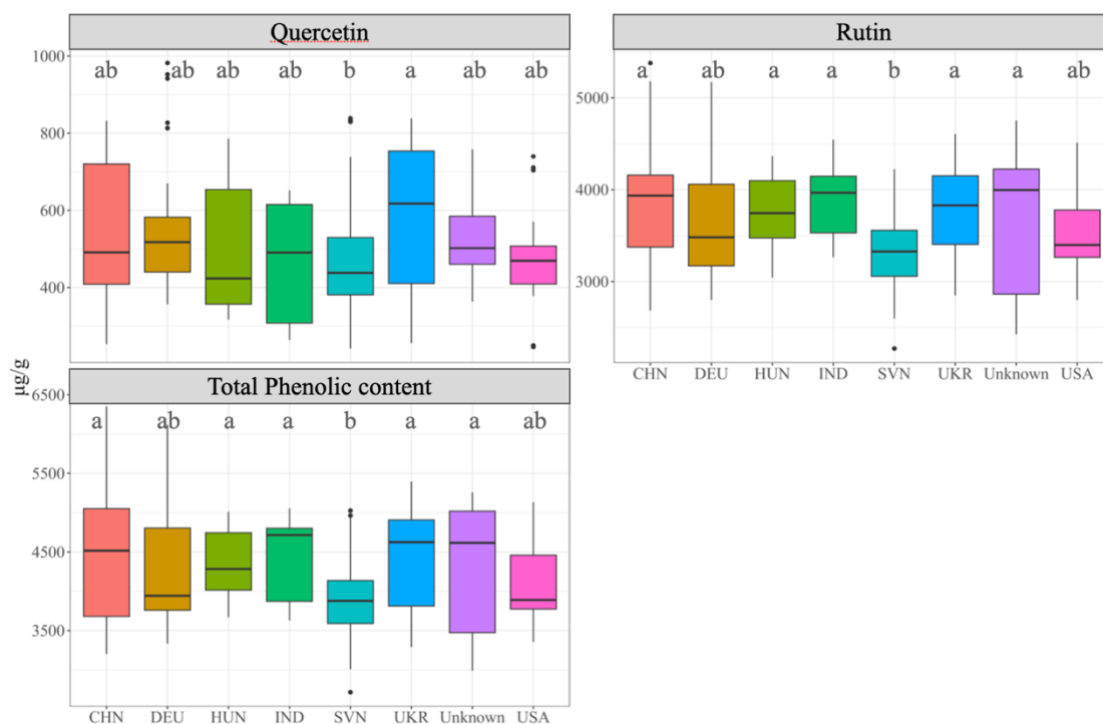 Quercetin
1000
ab ab ab ab b a ab ab
800
600
400
Rutin
a ab a a b a a ab
5000
4000
3000
CHN DEU HUN IND SVN UKR Unknown USA
µg/g
Total Phenolic content
6500
a ab a a b a a ab
5500
4500
3500
CHN DEU HUN IND SVN UKR Unknown USA